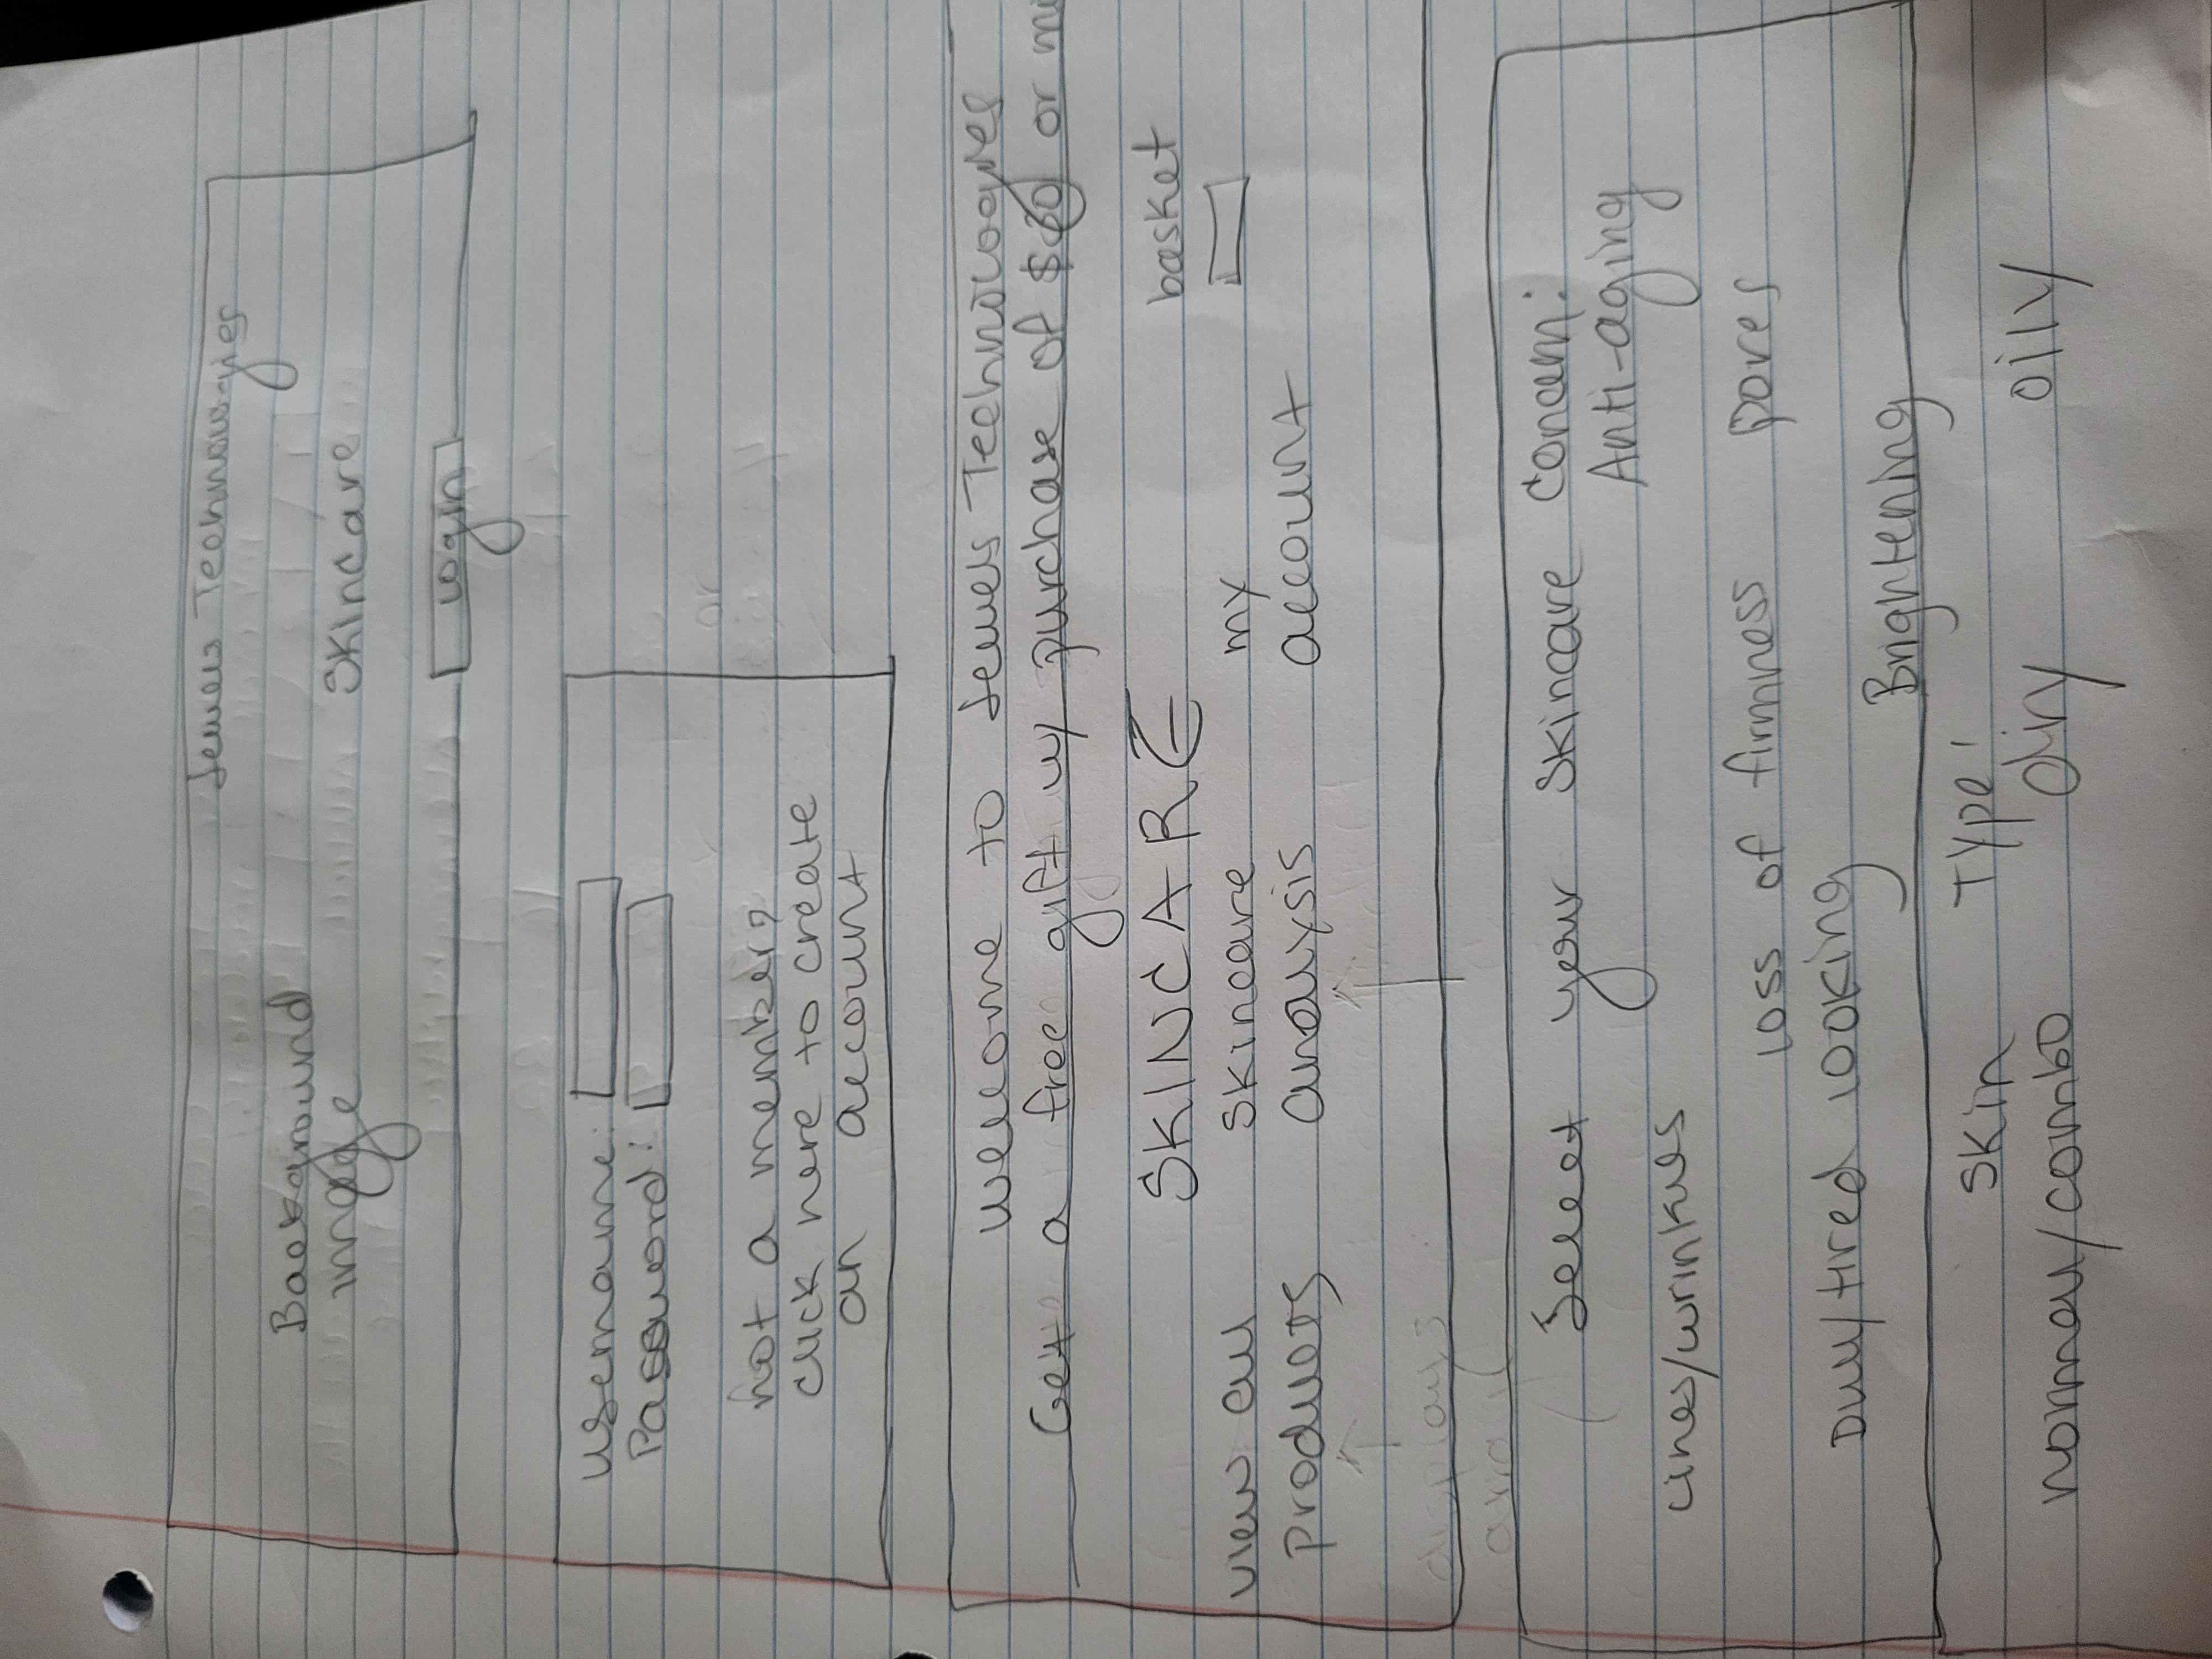 Jewels Technologies
Background
image
Skincare
login
username:
Password:
or
not a member?
click here to create
an account
Welcome to Jewels Technologies
Get a free gift w/ purchase of $60 or
SKINCARE
basket
view all skincare my
products analysis account
displays
Select your skincare concern:
Anti-aging
Lines/wrinkles
Loss of firmness pores
Dull/tired looking
Brightening
Skin Type:
normal/combo dry oily